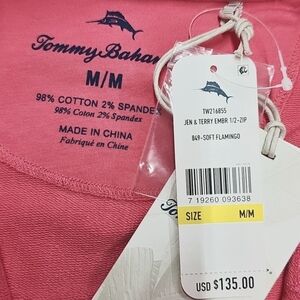 Tommy Baham
M/M
98% COTTON 2% SPANDEX
98% Coton 2% Spandex
MADE IN CHINA
Fabriqué en Chine
TW216855
JEN & TERRY EMBR 1/2-ZIP
849-SOFT FLAMINGO
7 19260 093638
SIZE M/M
USD $135.00